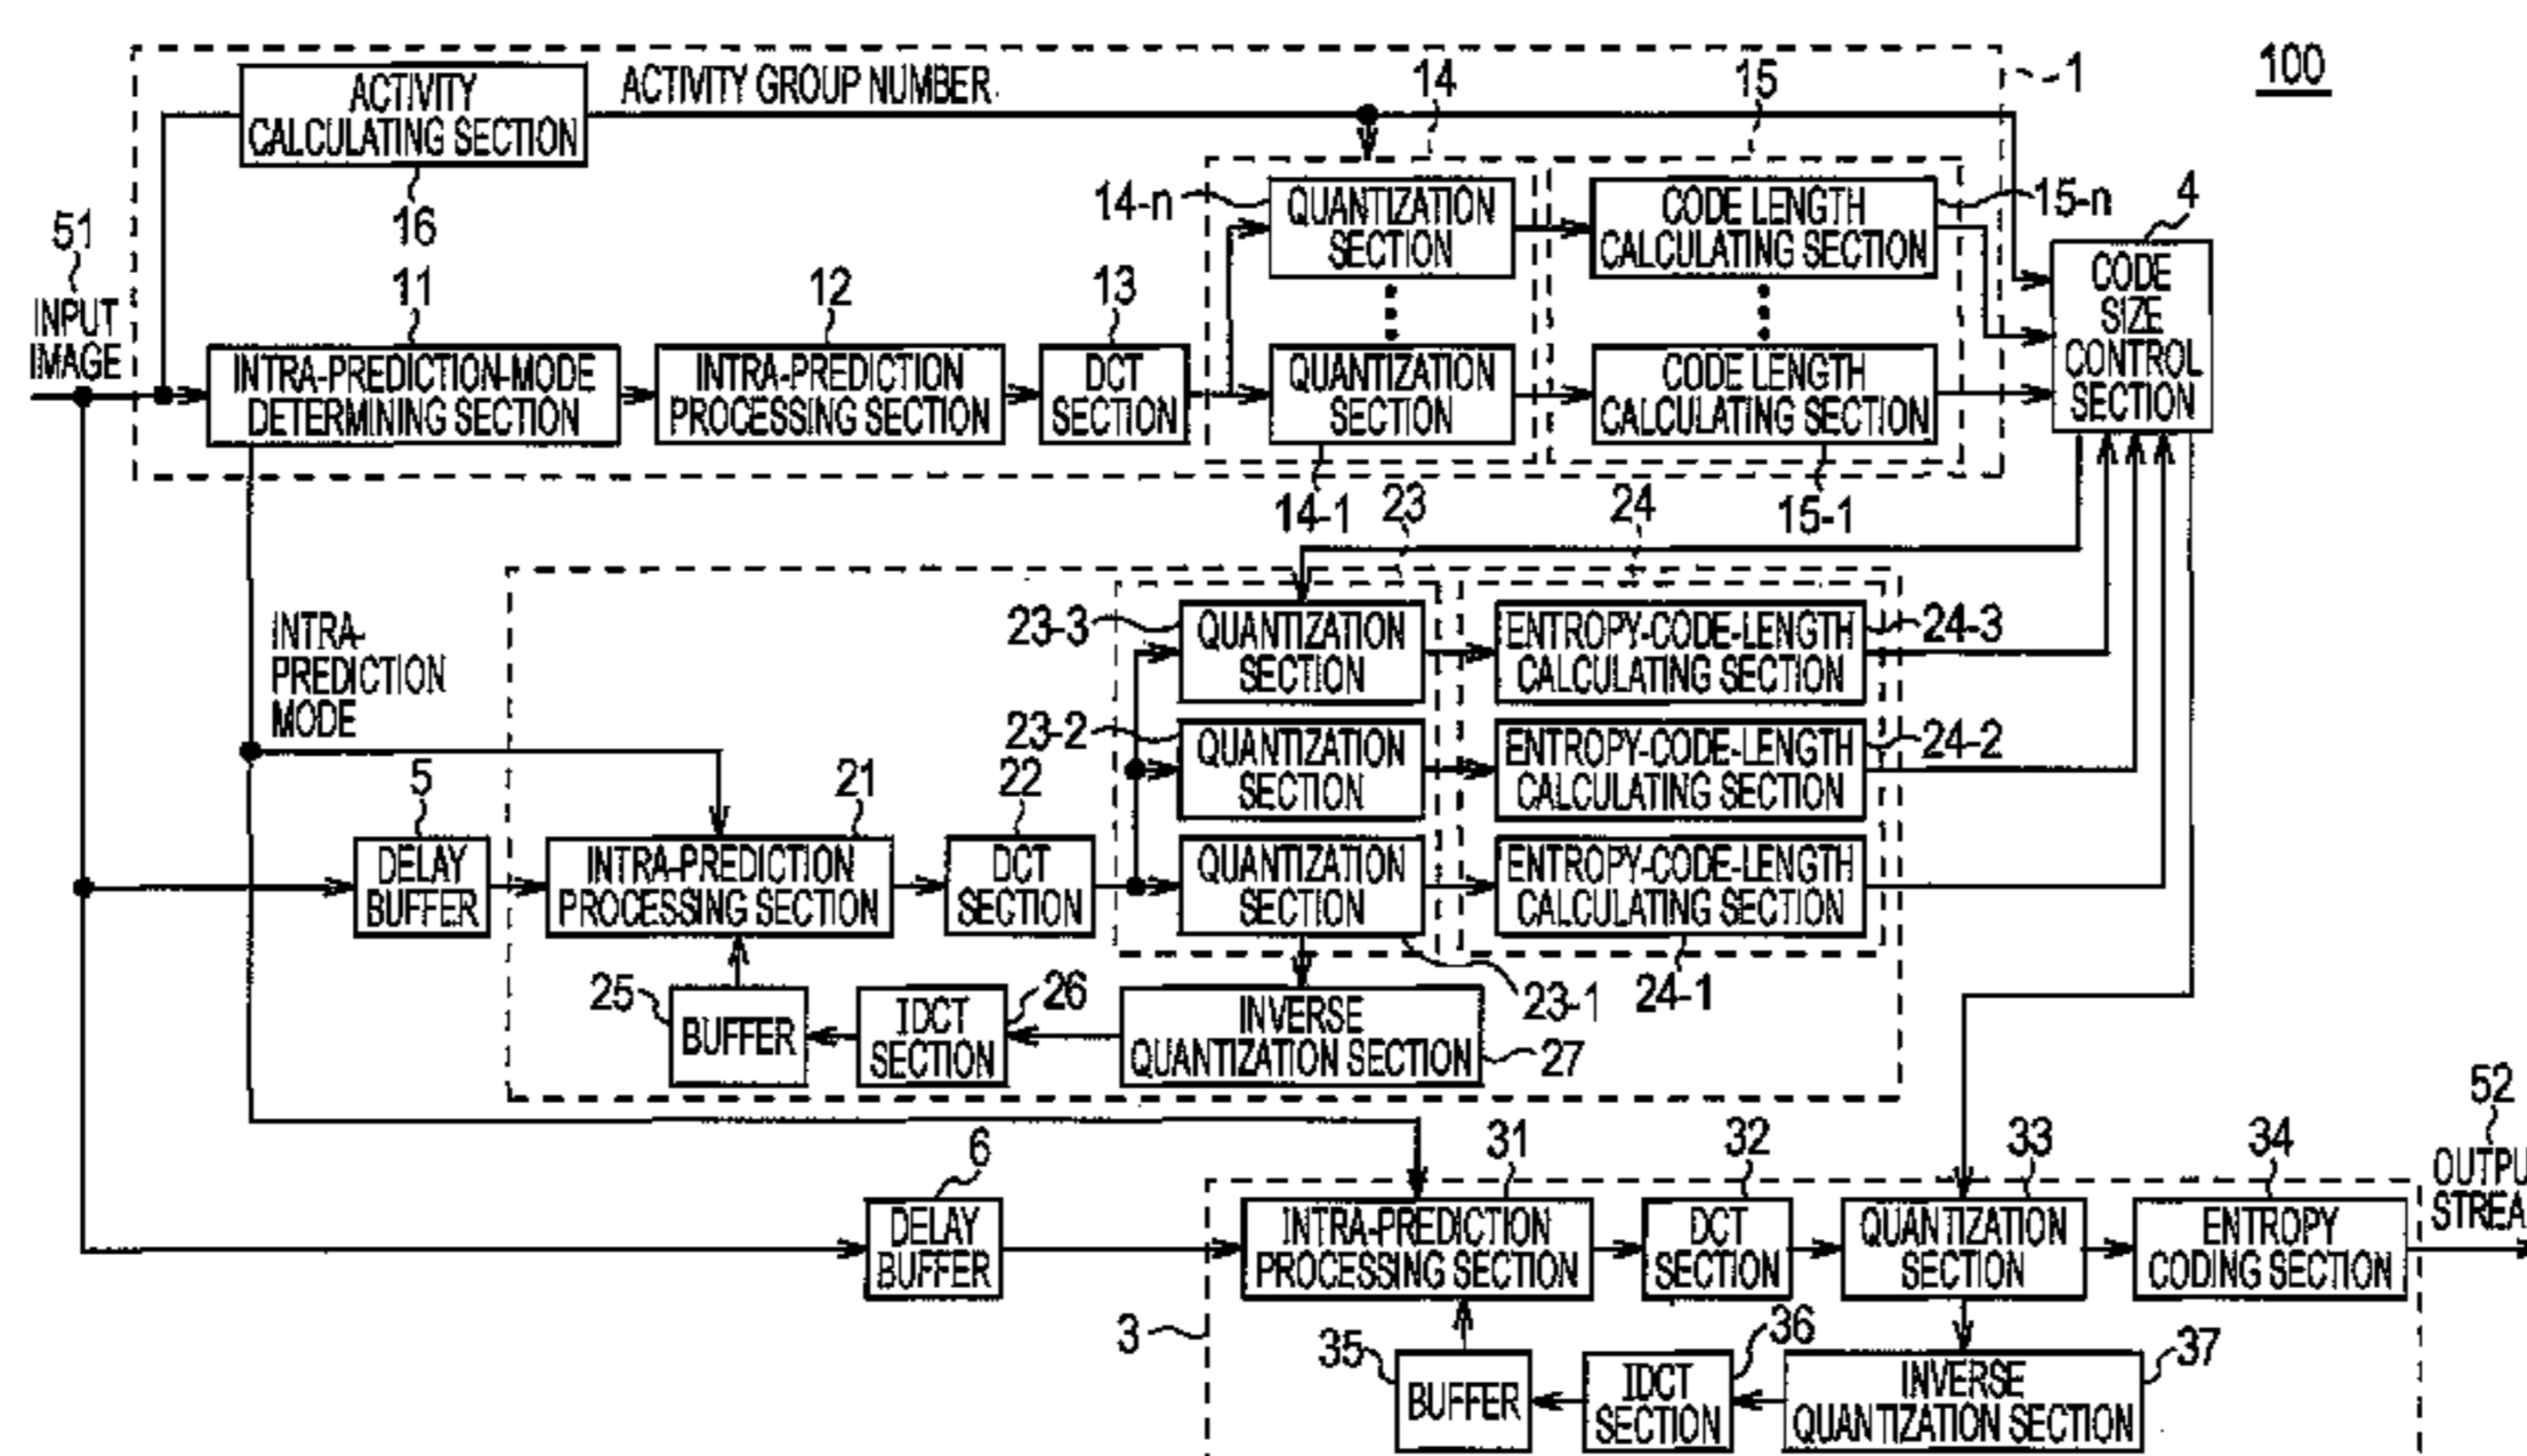 100
1
ACTIVITY
CALCULATING SECTION
16
ACTIVITY GROUP NUMBER
14
15
51
INPUT
IMAGE
11
INTRA-PREDICTION-MODE
DETERMINING SECTION
12
INTRA-PREDICTION
PROCESSING SECTION
13
DCT
SECTION
14-n
QUANTIZATION
SECTION
CODE LENGTH
CALCULATING SECTION
15-n
QUANTIZATION
SECTION
14-1
CODE LENGTH
CALCULATING SECTION
15-1
4
CODE
SIZE
CONTROL
SECTION
INTRA-
PREDICTION
MODE
23
24
23-3
QUANTIZATION
SECTION
ENTROPY-CODE-LENGTH
CALCULATING SECTION
24-3
23-2
QUANTIZATION
SECTION
ENTROPY-CODE-LENGTH
CALCULATING SECTION
24-2
5
DELAY
BUFFER
21
INTRA-PREDICTION
PROCESSING SECTION
22
DCT
SECTION
QUANTIZATION
SECTION
23-1
ENTROPY-CODE-LENGTH
CALCULATING SECTION
24-1
25
BUFFER
26
IDCT
SECTION
INVERSE
QUANTIZATION SECTION
27
6
DELAY
BUFFER
3
31
INTRA-PREDICTION
PROCESSING SECTION
32
DCT
SECTION
33
QUANTIZATION
SECTION
34
ENTROPY
CODING SECTION
52
OUTPU
STREA
35
BUFFER
36
IDCT
SECTION
INVERSE
QUANTIZATION SECTION
37